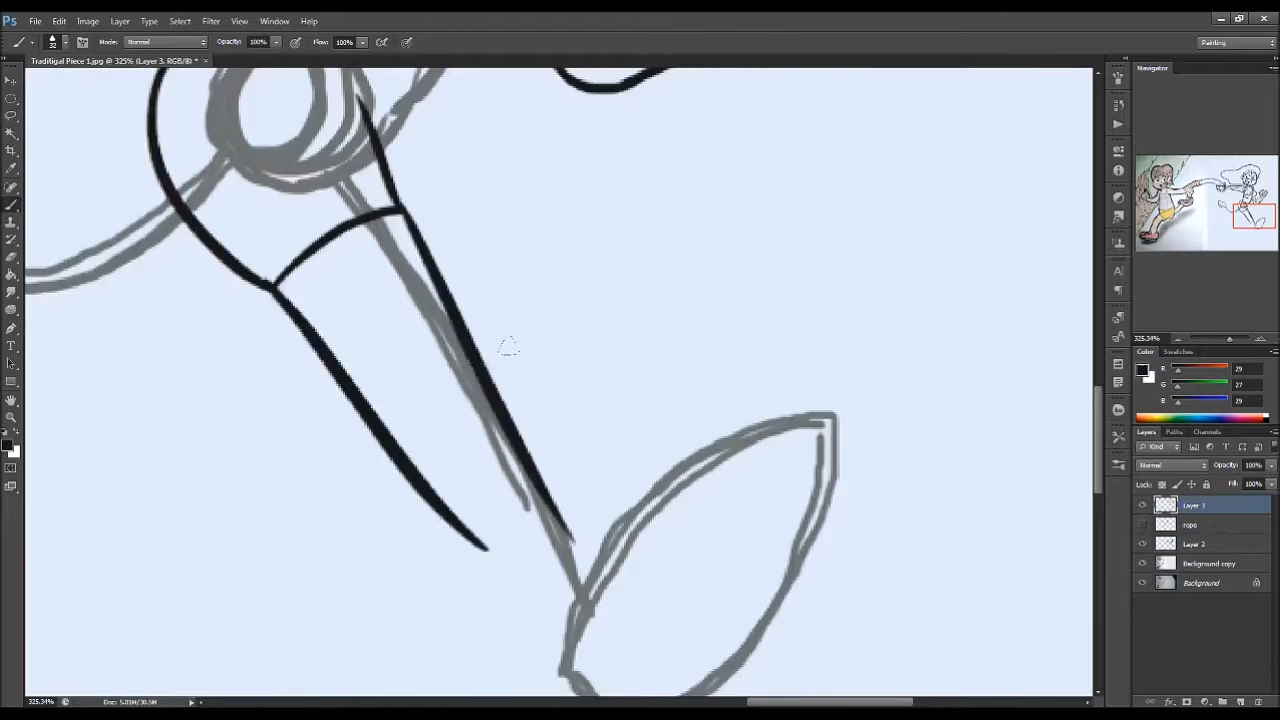 Ps File Edit Image Layer Type Select Filter View Window Help
32 Mode: Normal Opacity: 100% Flow: 100% Painting
Traditigal Piece 1.jpg @ 325% (Layer 3, RGB/8) *
Navigator
325.34%
Color Swatches
R 29
G 27
B 29
Layers Paths Channels
Kind
Normal Opacity: 100%
Lock: Fill: 100%
Layer 3
rope
Layer 2
Background copy
Background
325.34% Doc: 5.01M/30.5M